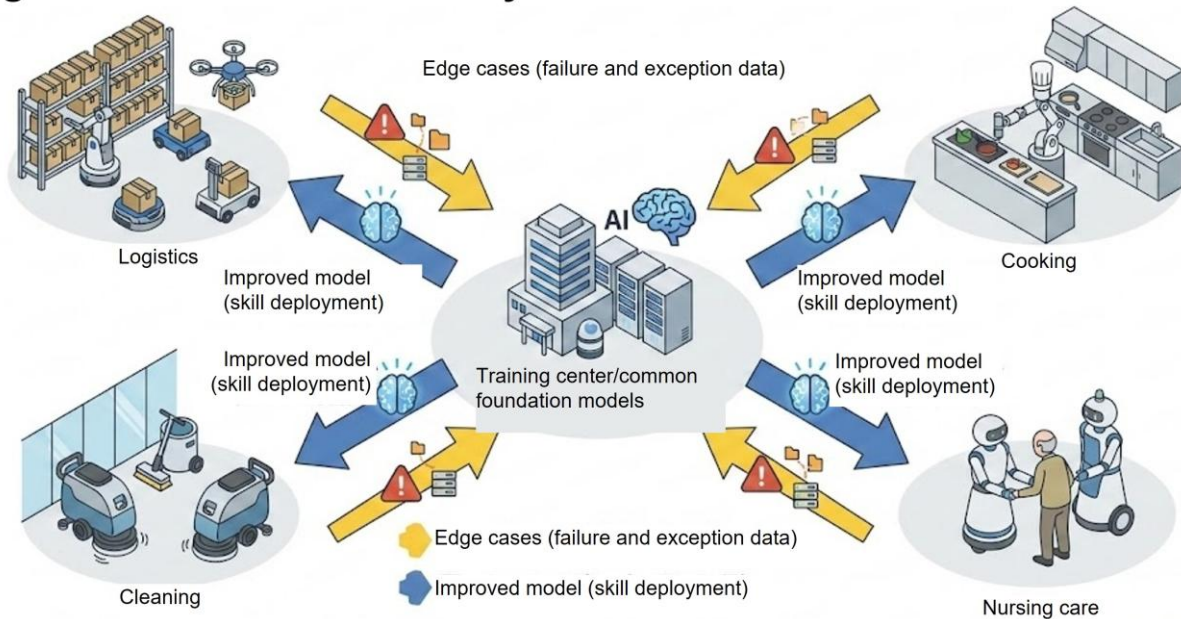 Edge cases (failure and exception data)
Logistics
Cooking
AI
Improved model
(skill deployment)
Improved model
(skill deployment)
Improved model
(skill deployment)
Improved model
(skill deployment)
Training center/common
foundation models
Edge cases (failure and exception data)
Improved model (skill deployment)
Cleaning
Nursing care